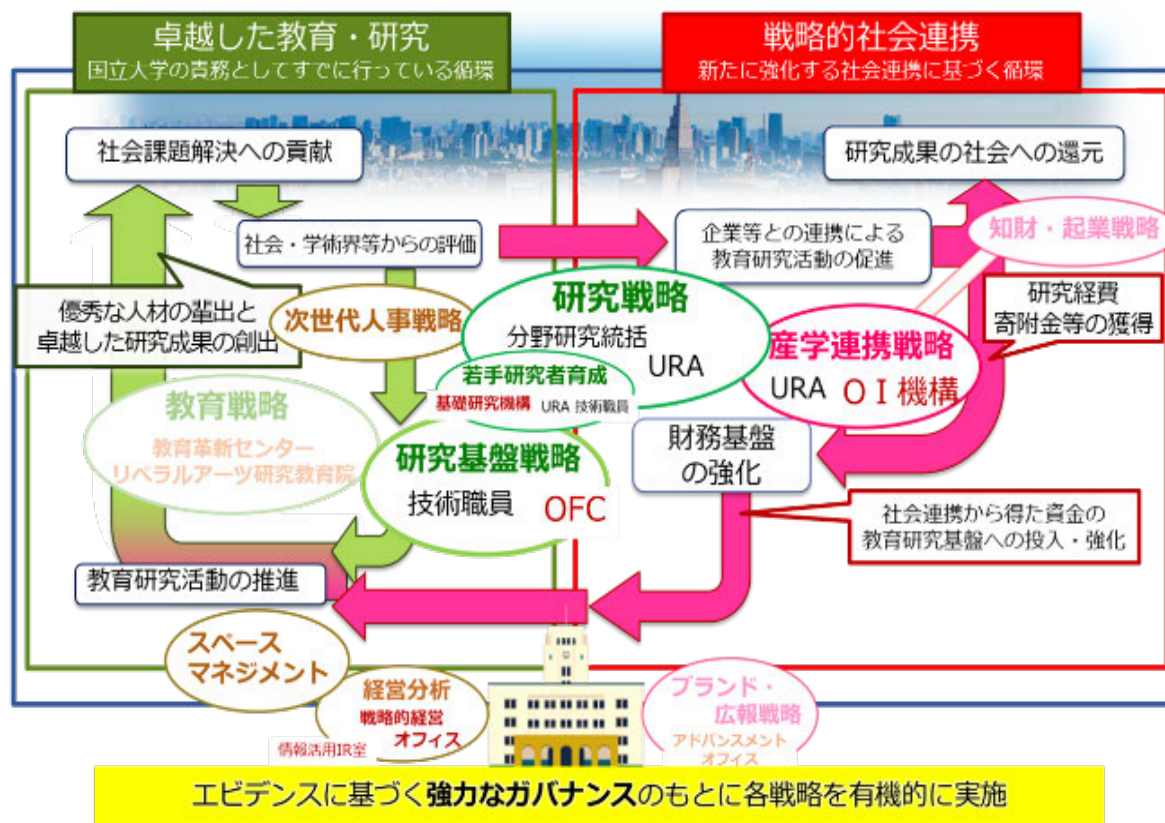 卓越した教育・研究
国立大学の責務としてすでに行っている循環
戦略的社会連携
新たに強化する社会連携に基づく循環
社会課題解決への貢献
研究成果の社会への還元
社会・学術界等からの評価
企業等との連携による
教育研究活動の促進
知財・起業戦略
優秀な人材の輩出と
卓越した研究成果の創出
次世代人事戦略
研究戦略
分野研究統括
URA
研究経費
寄附金等の獲得
産学連携戦略
URA OI機構
若手研究者育成
基礎研究機構 URA 技術職員
教育戦略
教育革新センター
リベラルアーツ研究教育院
研究基盤戦略
技術職員 OFC
財務基盤
の強化
社会連携から得た資金の
教育研究基盤への投入・強化
教育研究活動の推進
スペース
マネジメント
経営分析
戦略的経営
オフィス
情報活用IR室
ブランド・
広報戦略
アドバンスメント
オフィス
エビデンスに基づく強力なガバナンスのもとに各戦略を有機的に実施